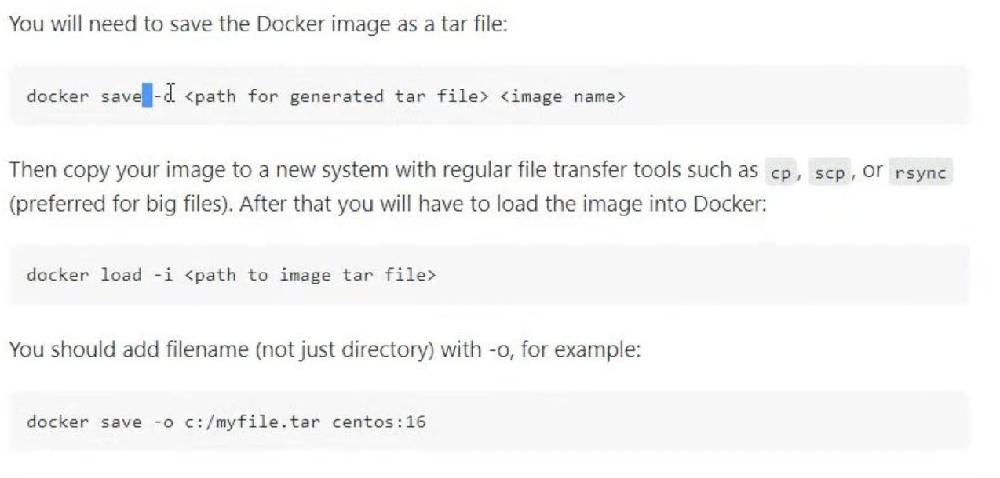 You will need to save the Docker image as a tar file:
docker save -o <path for generated tar file> <image name>
Then copy your image to a new system with regular file transfer tools such as cp, scp, or rsync
(preferred for big files). After that you will have to load the image into Docker:
docker load -i <path to image tar file>
You should add filename (not just directory) with -o, for example:
docker save -o c:/myfile.tar centos:16